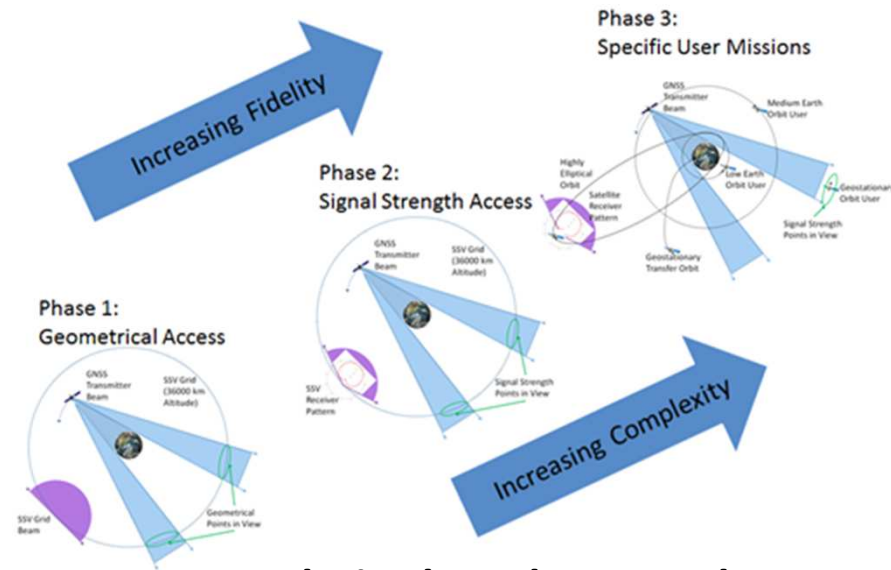 Phase 3:
Specific User Missions
GNSS
Transmitter
Beam
Medium Earth
Orbit User
Highly
Elliptical
Orbit
Satellite
Receiver
Pattern
Low Earth
Orbit User
Geostationary
Orbit User
Signal Strength
Points in View
Geostationary
Transfer Orbit
Increasing Fidelity
Phase 2:
Signal Strength Access
GNSS
Transmitter
Beam
SSV Grid
(36000 km
Altitude)
SSV
Receiver
Pattern
Signal Strength
Points in View
Phase 1:
Geometrical Access
GNSS
Transmitter
Beam
SSV Grid
(36000 km
Altitude)
SSV Grid
Beam
Geometrical
Points in View
Increasing Complexity